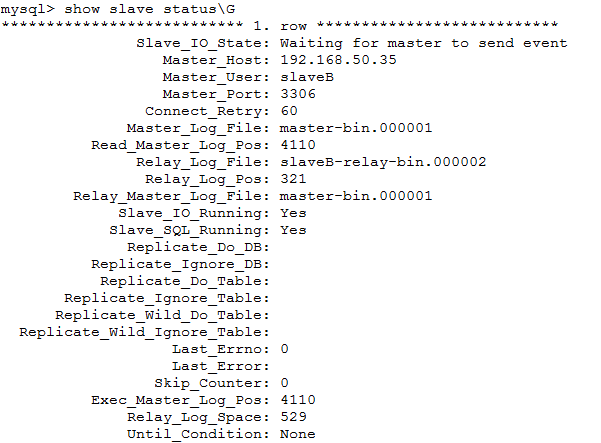 mysql> show slave status\G
*************************** 1. row ***************************
Slave_IO_State: Waiting for master to send event
Master_Host: 192.168.50.35
Master_User: slaveB
Master_Port: 3306
Connect_Retry: 60
Master_Log_File: master-bin.000001
Read_Master_Log_Pos: 4110
Relay_Log_File: slaveB-relay-bin.000002
Relay_Log_Pos: 321
Relay_Master_Log_File: master-bin.000001
Slave_IO_Running: Yes
Slave_SQL_Running: Yes
Replicate_Do_DB:
Replicate_Ignore_DB:
Replicate_Do_Table:
Replicate_Ignore_Table:
Replicate_Wild_Do_Table:
Replicate_Wild_Ignore_Table:
Last_Errno: 0
Last_Error:
Skip_Counter: 0
Exec_Master_Log_Pos: 4110
Relay_Log_Space: 529
Until_Condition: None